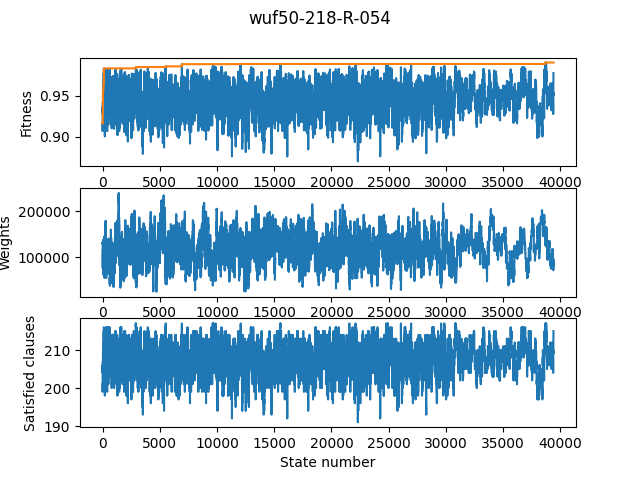 wuf50-218-R-054
Fitness
0.95
0.90
0 5000 10000 15000 20000 25000 30000 35000 40000
Weights
200000
100000
0 5000 10000 15000 20000 25000 30000 35000 40000
Satisfied clauses
210
200
190
0 5000 10000 15000 20000 25000 30000 35000 40000
State number